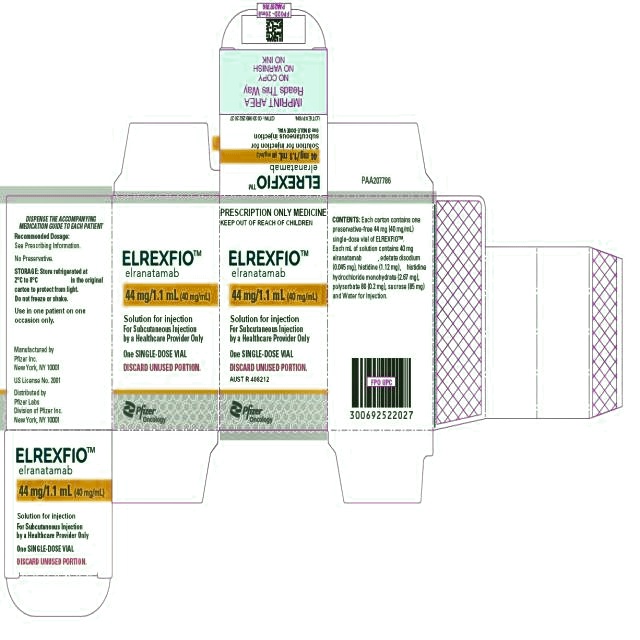 FP020- 20mil
PAA207786
IMPRINT AREA
Reads This Way
NO COPY
NO VARNISH
NO INK
ELREXFIO™
elranatamab
44 mg/1.1 mL (40 mg/mL)
Solution for injection for
subcutaneous injection
One SINGLE-DOSE VIAL
PAA207786
DISPENSE THE ACCOMPANYING
MEDICATION GUIDE TO EACH PATIENT
Recommended Dosage:
See Prescribing Information.
No Preservative.
STORAGE: Store refrigerated at
2°C to 8°C in the original
carton to protect from light.
Do not freeze or shake.
Use in one patient on one
occasion only.
Manufactured by
Pfizer Inc.
New York, NY 10001
US License No. 2001
Distributed by
Pfizer Labs
Division of Pfizer Inc.
New York, NY 10001
ELREXFIO™
elranatamab
44 mg/1.1 mL (40 mg/mL)
Solution for injection
For Subcutaneous Injection
by a Healthcare Provider Only
One SINGLE-DOSE VIAL
DISCARD UNUSED PORTION.
Pfizer
Oncology
PRESCRIPTION ONLY MEDICINE
KEEP OUT OF REACH OF CHILDREN
ELREXFIO™
elranatamab
44 mg/1.1 mL (40 mg/mL)
Solution for injection
For Subcutaneous Injection
by a Healthcare Provider Only
One SINGLE-DOSE VIAL
DISCARD UNUSED PORTION.
AUST R 406212
Pfizer
Oncology
CONTENTS: Each carton contains one
preservative-free 44 mg (40 mg/mL)
single-dose vial of ELREXFIO™.
Each mL of solution contains 40 mg
elranatamab , edetate disodium
(0.045 mg), histidine (1.12 mg), histidine
hydrochloride monohydrate (2.67 mg),
polysorbate 80 (0.2 mg), sucrose (85 mg)
and Water for Injection.
FPO UPC
300692522027
ELREXFIO™
elranatamab
44 mg/1.1 mL (40 mg/mL)
Solution for injection
For Subcutaneous Injection
by a Healthcare Provider Only
One SINGLE-DOSE VIAL
DISCARD UNUSED PORTION.